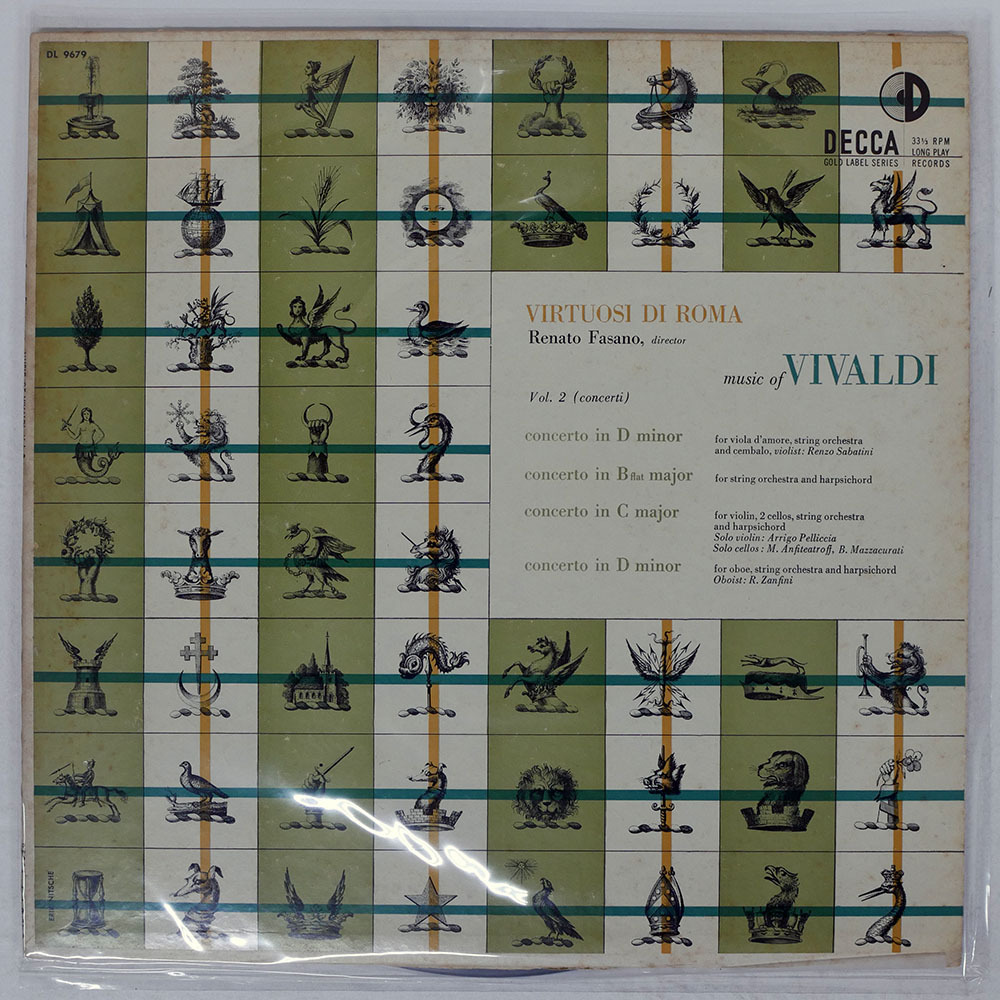 DL 9679
DECCA
GOLD LABEL SERIES
33⅓ RPM
LONG PLAY
RECORDS
VIRTUOSI DI ROMA
Renato Fasano, director
music of VIVALDI
Vol. 2 (concerti)
concerto in D minor
for viola d'amore, string orchestra
and cembalo, violist: Renzo Sabatini
concerto in B flat major
for string orchestra and harpsichord
concerto in C major
for violin, 2 cellos, string orchestra
and harpsichord
Solo violin: Arrigo Pelliccia
Solo cellos: M. Anfiteatroff, B. Mazzacurati
concerto in D minor
for oboe, string orchestra and harpsichord
Oboist: R. Zanfini